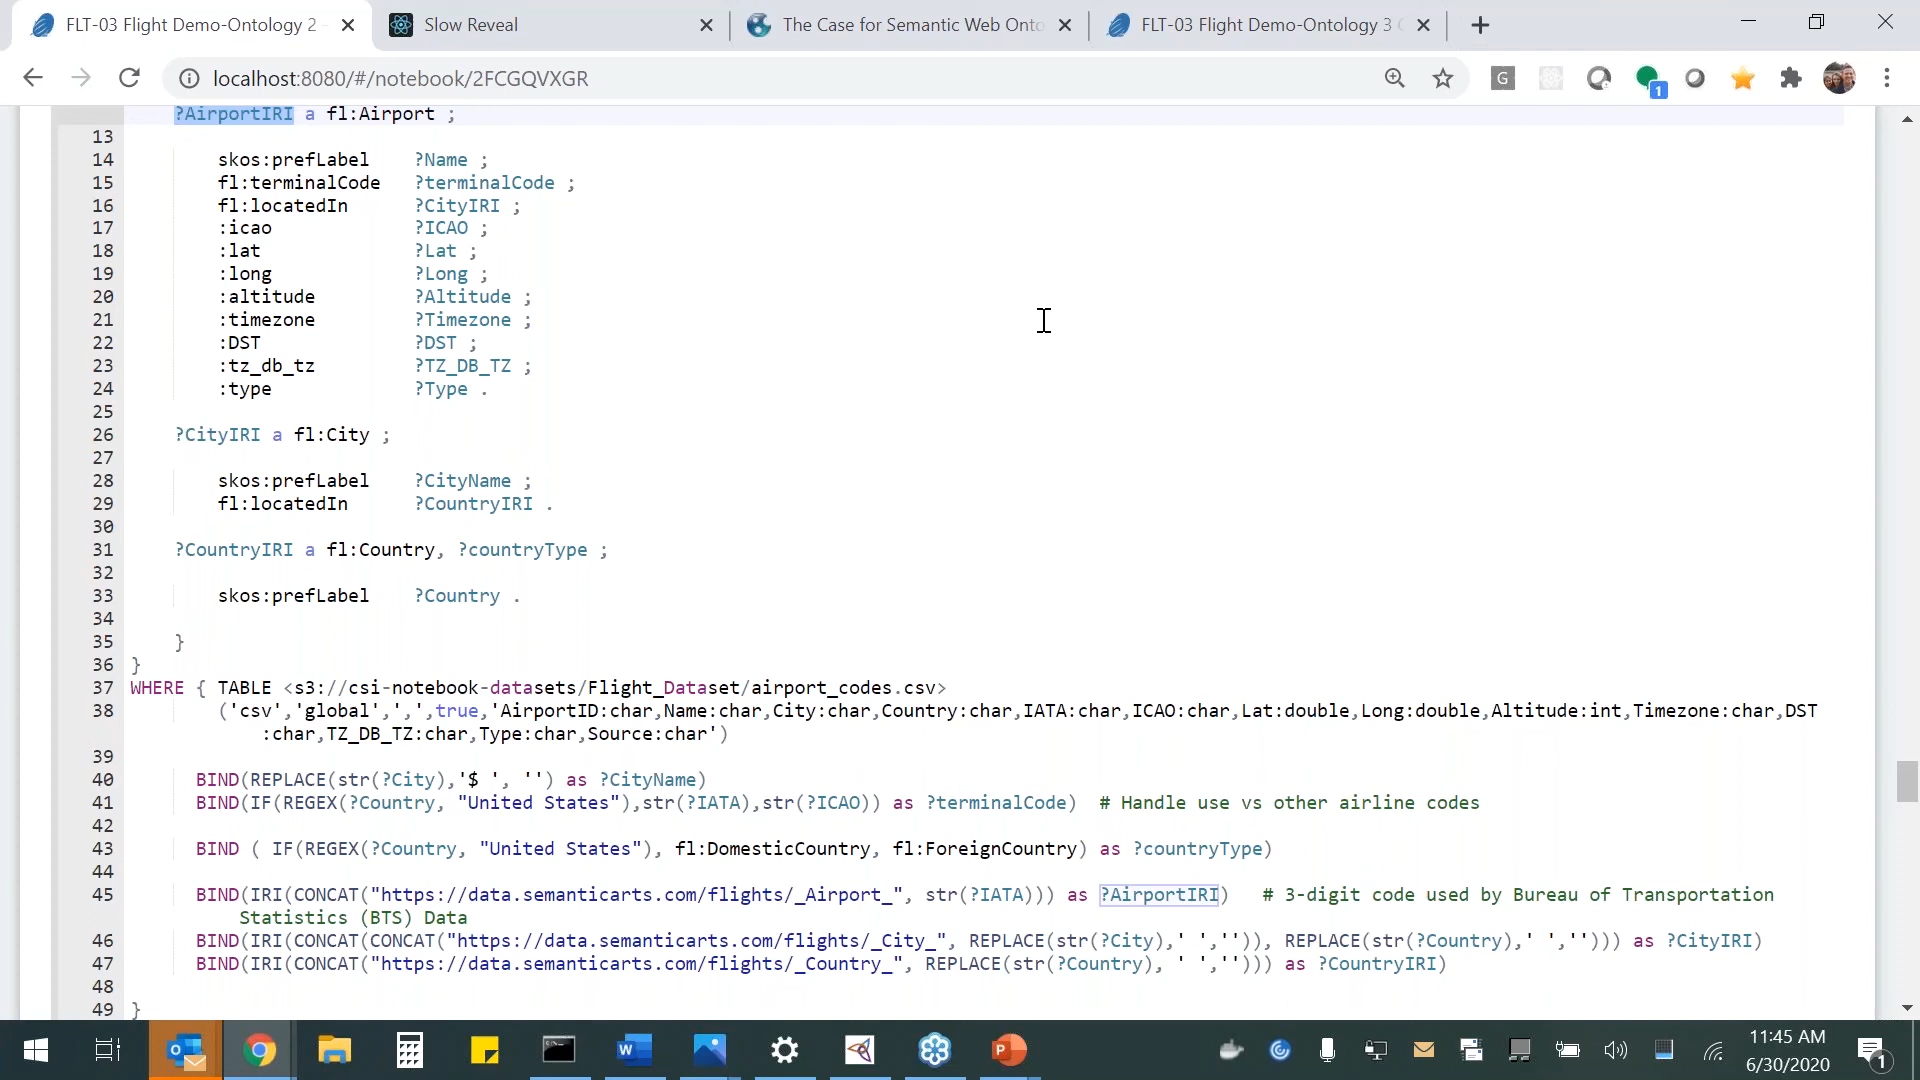 FLT-03 Flight Demo-Ontology 2 -
Slow Reveal
The Case for Semantic Web Onto
FLT-03 Flight Demo-Ontology 3 C
localhost:8080/#/notebook/2FCGQVXGR
G
1
?AirportIRI a fl:Airport ;
13
14 skos:prefLabel ?Name ;
15 fl:terminalCode ?terminalCode ;
16 fl:locatedIn ?CityIRI ;
17 :icao ?ICAO ;
18 :lat ?Lat ;
19 :long ?Long ;
20 :altitude ?Altitude ;
21 :timezone ?Timezone ;
22 :DST ?DST ;
23 :tz_db_tz ?TZ_DB_TZ ;
24 :type ?Type .
25
26 ?CityIRI a fl:City ;
27
28 skos:prefLabel ?CityName ;
29 fl:locatedIn ?CountryIRI .
30
31 ?CountryIRI a fl:Country, ?countryType ;
32
33 skos:prefLabel ?Country .
34
35 }
36 }
37 WHERE { TABLE <s3://csi-notebook-datasets/Flight_Dataset/airport_codes.csv>
38 ('csv','global',',',true,'AirportID:char,Name:char,City:char,Country:char,IATA:char,ICAO:char,Lat:double,Long:double,Altitude:int,Timezone:char,DST
:char,TZ_DB_TZ:char,Type:char,Source:char')
39
40 BIND(REPLACE(str(?City),'$ ', '') as ?CityName)
41 BIND(IF(REGEX(?Country, "United States"),str(?IATA),str(?ICAO)) as ?terminalCode) # Handle use vs other airline codes
42
43 BIND ( IF(REGEX(?Country, "United States"), fl:DomesticCountry, fl:ForeignCountry) as ?countryType)
44
45 BIND(IRI(CONCAT("https://data.semanticarts.com/flights/_Airport_", str(?IATA))) as ?AirportIRI) # 3-digit code used by Bureau of Transportation
Statistics (BTS) Data
46 BIND(IRI(CONCAT(CONCAT("https://data.semanticarts.com/flights/_City_", REPLACE(str(?City),' ','')), REPLACE(str(?Country),' ',''))) as ?CityIRI)
47 BIND(IRI(CONCAT("https://data.semanticarts.com/flights/_Country_", REPLACE(str(?Country), ' ',''))) as ?CountryIRI)
48
49 }
11:45 AM
6/30/2020
1